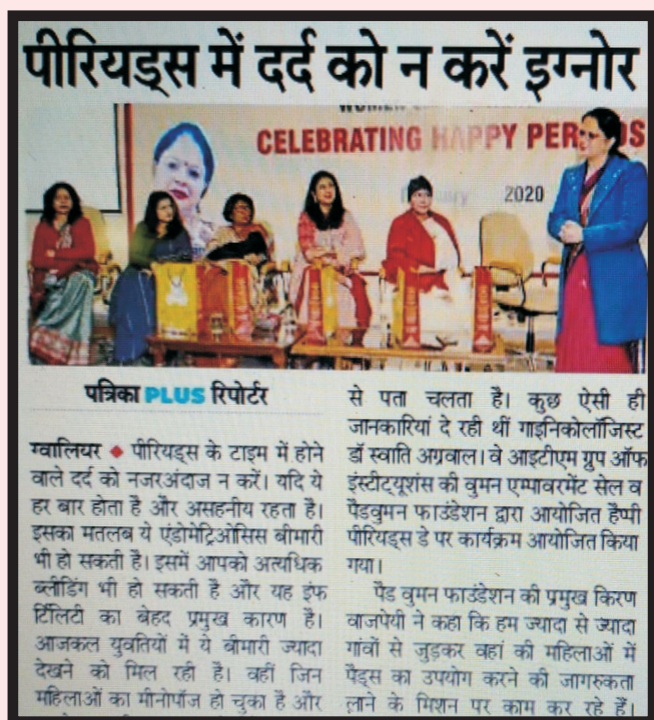 पीरियड्स में दर्द को न करें इग्नोर
CELEBRATING HAPPY PERIODS
2020
पत्रिका PLUS रिपोर्टर
ग्वालियर ◆ पीरियड्स के टाइम में होने
वाले दर्द को नजरअंदाज न करें। यदि ये
हर बार होता है और असहनीय रहता है।
इसका मतलब ये एंडोमेट्रिओसिस बीमारी
भी हो सकती है। इसमें आपको अत्यधिक
ब्लीडिंग भी हो सकती है और यह इंफ
र्टिलिटी का बेहद प्रमुख कारण है।
आजकल युवतियों में ये बीमारी ज्यादा
देखने को मिल रही है। वहीं जिन
महिलाओं का मीनोपॉज हो चुका है और
से पता चलता है। कुछ ऐसी ही
जानकारियां दे रही थीं गाइनिकोलॉजिस्ट
डॉ स्वाति अग्रवाल। वे आइटीएम ग्रुप ऑफ
इंस्टीट्यूशंस की वुमन एम्पावरमेंट सेल व
पैडवुमन फाउंडेशन द्वारा आयोजित हैप्पी
पीरियड्स डे पर कार्यक्रम आयोजित किया
गया।
पैड वुमन फाउंडेशन की प्रमुख किरण
वाजपेयी ने कहा कि हम ज्यादा से ज्यादा
गांवों से जुड़कर वहां की महिलाओं में
पैड्स का उपयोग करने की जागरुकता
लाने के मिशन पर काम कर रहे हैं।